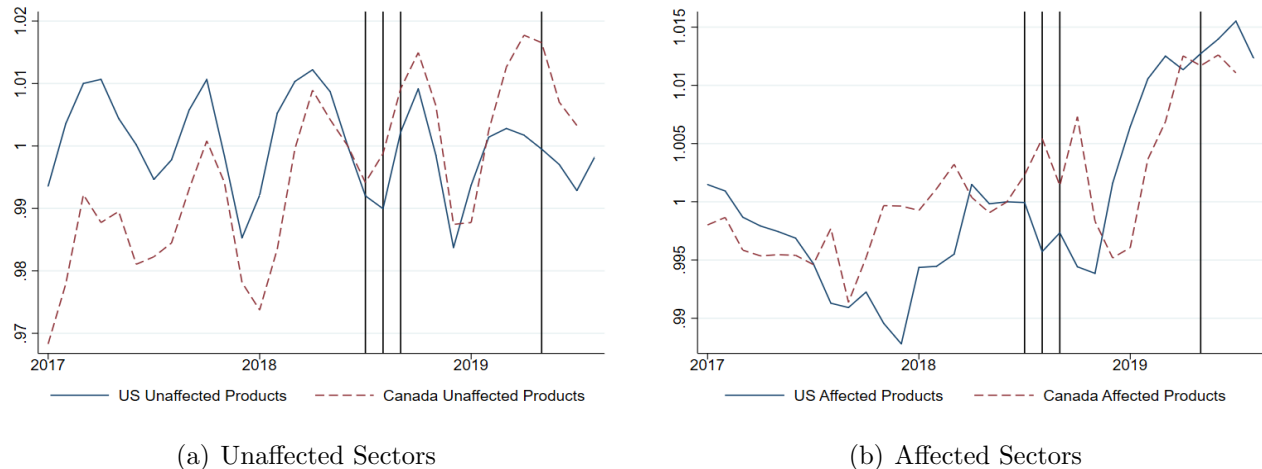 1.02
1.01
1
.99
.98
.97
2017 2018 2019
US Unaffected Products Canada Unaffected Products
(a) Unaffected Sectors
1.015
1.01
1.005
1
.995
.99
2017 2018 2019
US Affected Products Canada Affected Products
(b) Affected Sectors